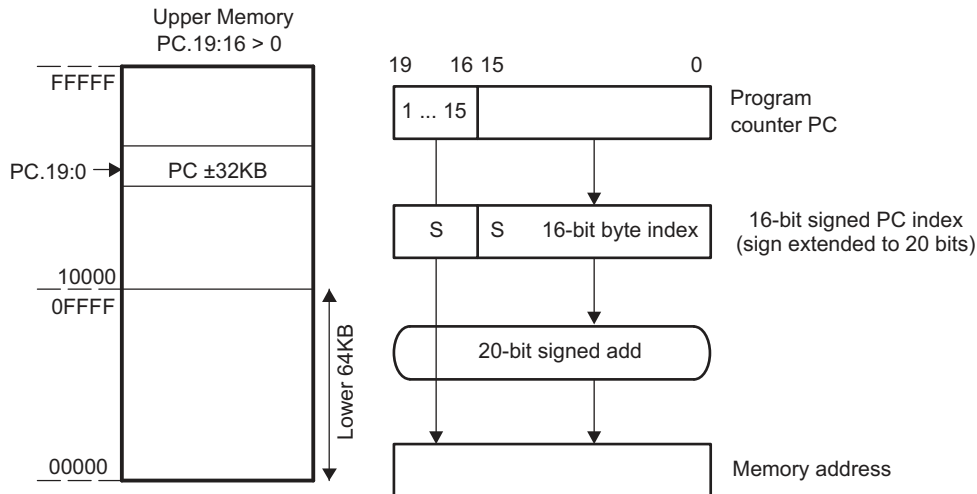 Upper Memory
PC.19:16 > 0
FFFFF
PC.19:0
PC ±32KB
10000
0FFFF
Lower 64KB
00000
19 16 15 0
1 ... 15
Program
counter PC
S S 16-bit byte index
16-bit signed PC index
(sign extended to 20 bits)
20-bit signed add
Memory address